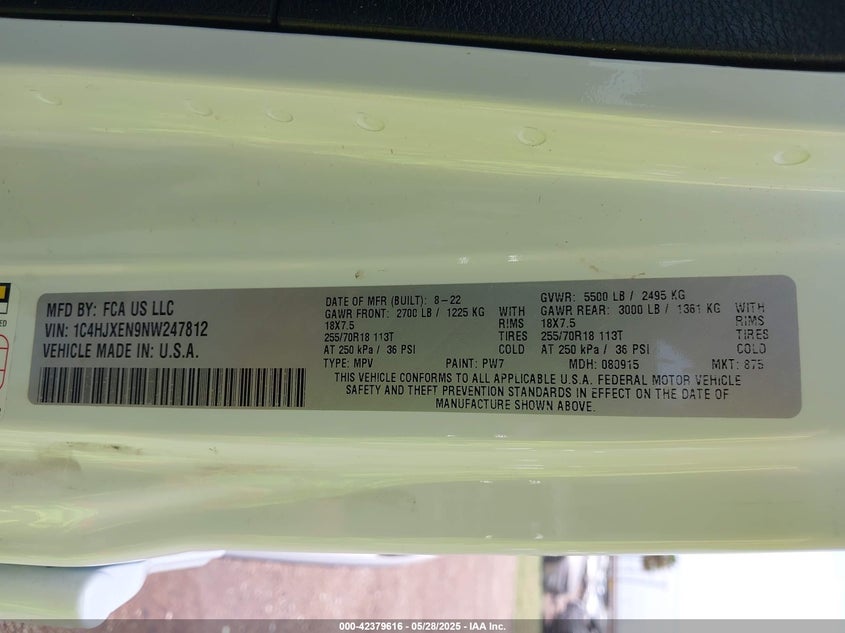 MFD BY: FCA US LLC
VIN: 1C4HJXEN9NW247812
VEHICLE MADE IN: U.S.A.
DATE OF MFR (BUILT): 8-22
GAWR FRONT: 2700 LB / 1225 KG WITH
18X7.5 RIMS
255/70R18 113T TIRES
AT 250 kPa / 36 PSI COLD
GVWR: 5500 LB / 2495 KG
GAWR REAR: 3000 LB / 1361 KG WITH
18X7.5 RIMS
255/70R18 113T TIRES
AT 250 kPa / 36 PSI COLD
TYPE: MPV PAINT: PW7 MDH: 080915 MKT: 875
THIS VEHICLE CONFORMS TO ALL APPLICABLE U.S.A. FEDERAL MOTOR VEHICLE
SAFETY AND THEFT PREVENTION STANDARDS IN EFFECT ON THE DATE OF
MANUFACTURE SHOWN ABOVE.
000-42379616 - 05/28/2025 - IAA Inc.